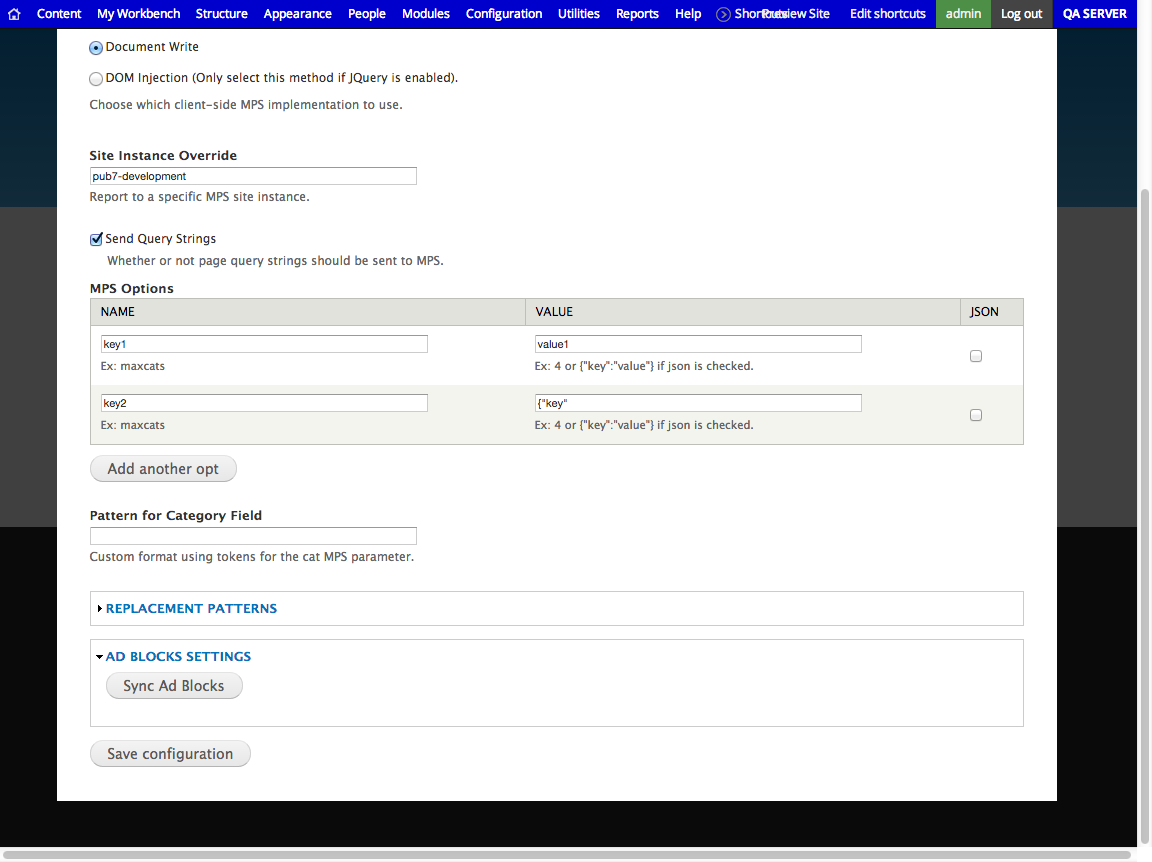 Content My Workbench Structure Appearance People Modules Configuration Utilities Reports Help Shortcuts Preview Site Edit shortcuts admin Log out QA SERVER
Document Write
DOM Injection (Only select this method if JQuery is enabled).
Choose which client-side MPS implementation to use.
Site Instance Override
pub7-development
Report to a specific MPS site instance.
Send Query Strings
Whether or not page query strings should be sent to MPS.
MPS Options
NAME VALUE JSON
key1 value1
Ex: maxcats Ex: 4 or {"key":"value"} if json is checked.
key2 {"key"
Ex: maxcats Ex: 4 or {"key":"value"} if json is checked.
Add another opt
Pattern for Category Field
Custom format using tokens for the cat MPS parameter.
REPLACEMENT PATTERNS
AD BLOCKS SETTINGS
Sync Ad Blocks
Save configuration